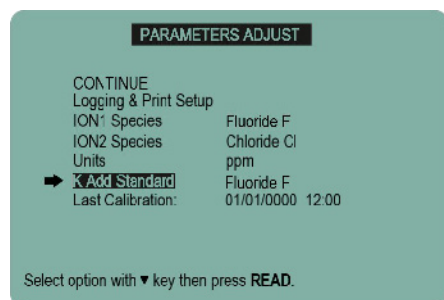 PARAMETERS ADJUST
CONTINUE
Logging & Print Setup
ION1 Species Fluoride F
ION2 Species Chloride Cl
Units ppm
K Add Standard Fluoride F
Last Calibration: 01/01/0000 12:00
Select option with ▼ key then press READ.